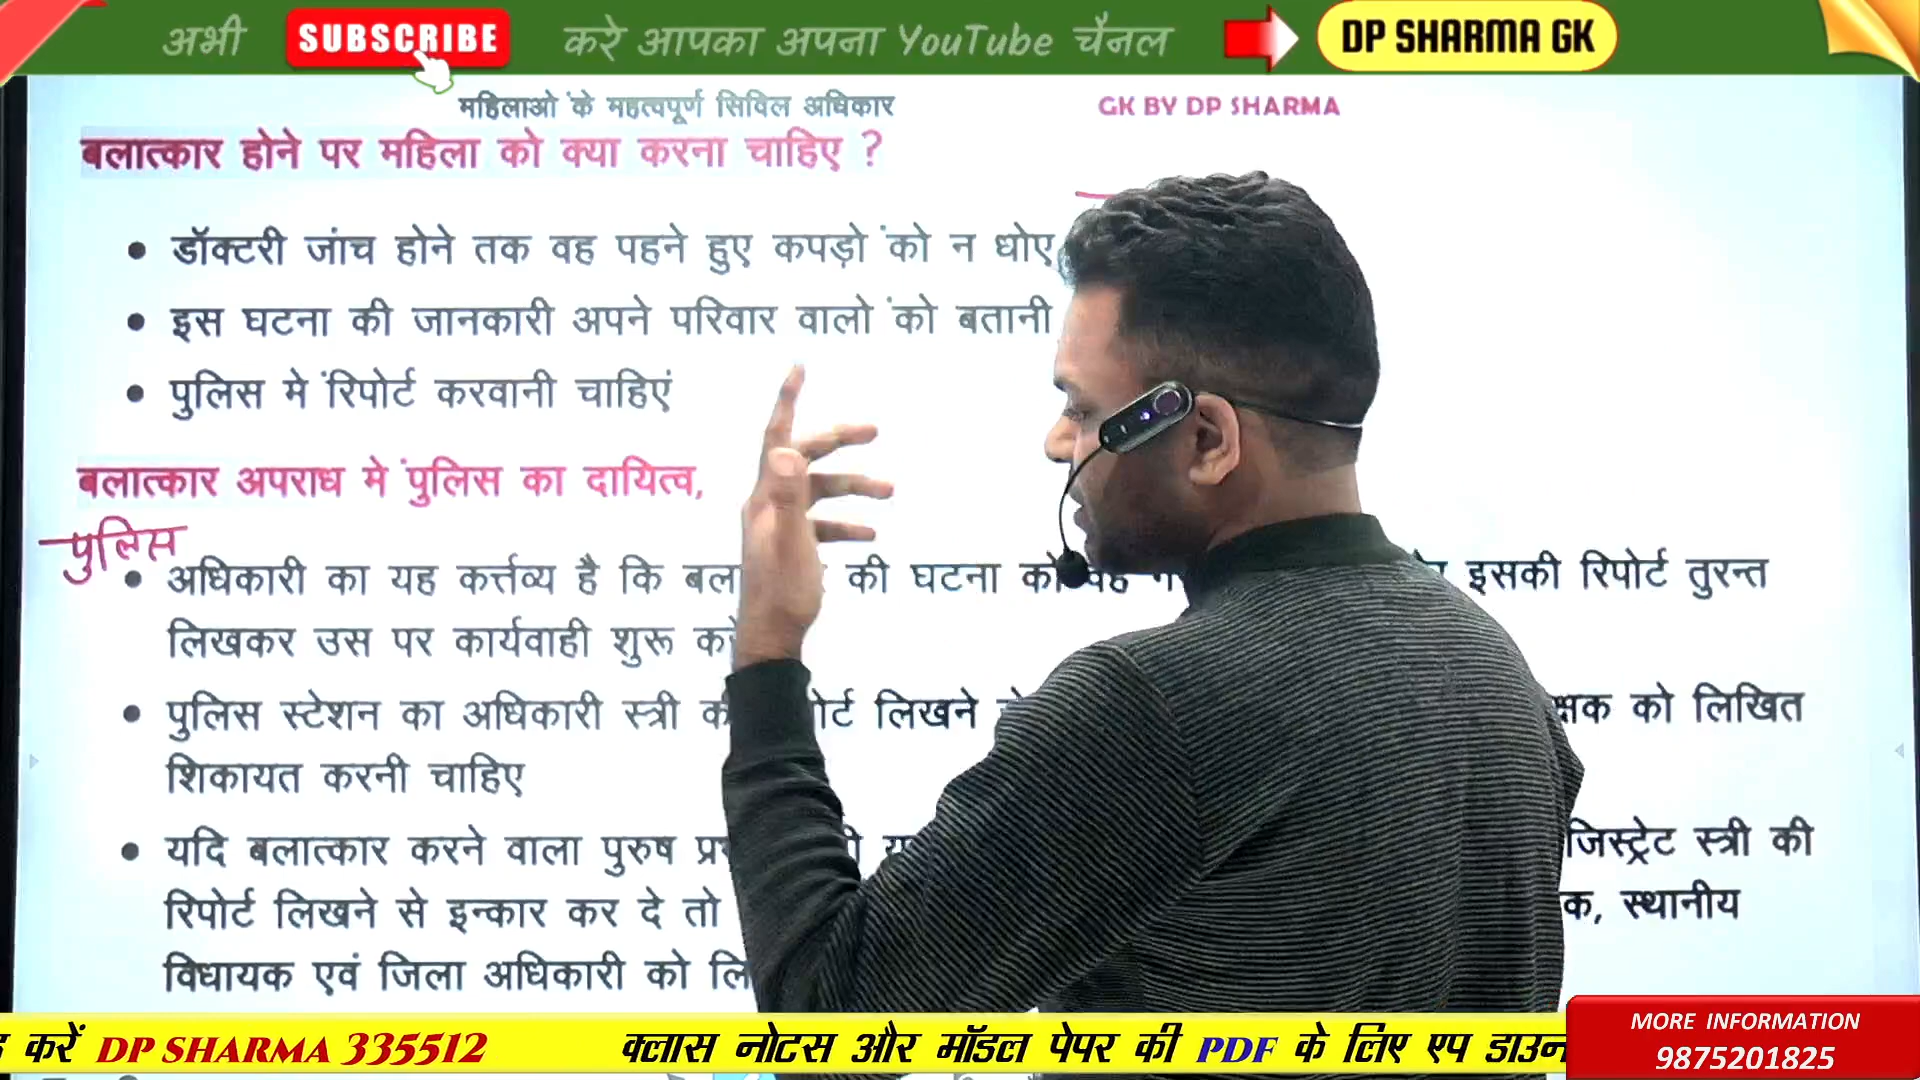 अभी SUBSCRIBE करे आपका अपना YouTube चैनल DP SHARMA GK
महिलाओ ंके महत्वपूर्ण सिविल अधिकार GK BY DP SHARMA
बलात्कार होने पर महिला को क्या करना चाहिए ?
• डॉक्टरी जांच होने तक वह पहने हुए कपड़ो ंको न धोए
• इस घटना की जानकारी अपने परिवार वालो ंको बतानी
• पुलिस मे ंरिपोर्ट करवानी चाहिएं
बलात्कार अपराध मे ंपुलिस का दायित्व,
पुलिस
• अधिकारी का यह कर्त्तव्य है कि की घटना को वह इसकी रिपोर्ट तुरन्त
लिखकर उस पर कार्यवाही शुरू करे
• पुलिस स्टेशन का अधिकारी स्त्री लिखने को लिखित
शिकायत करनी चाहिए
• यदि बलात्कार करने वाला पुरुष स्त्री की
रिपोर्ट लिखने से इन्कार कर दे तो स्थानीय
विधायक एवं जिला अधिकारी को
करें DP SHARMA 335512 क्लास नोटस और मॉडल पेपर की PDF के लिए एप
MORE INFORMATION
9875201825